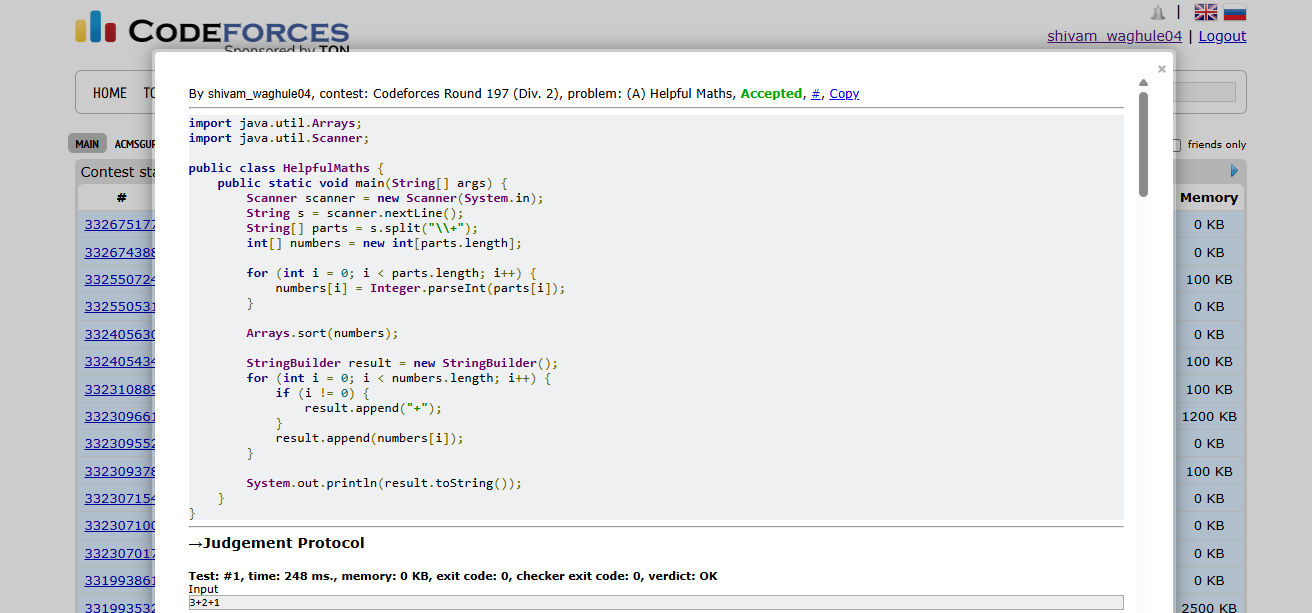 CODEFORCES
Sponsored by TON
shivam_waghule04 | Logout
HOME
MAIN ACMSGUR
friends only
Contest sta
#
Memory
332675177 0 KB
332674388 0 KB
332550724 100 KB
332550531 0 KB
332405630 0 KB
332405434 100 KB
332310889 100 KB
332309661 1200 KB
332309552 0 KB
332309378 100 KB
332307154 0 KB
332307100 0 KB
332307017 0 KB
331993861 0 KB
331993532 2500 KB
×
By shivam_waghule04, contest: Codeforces Round 197 (Div. 2), problem: (A) Helpful Maths, Accepted, #, Copy
import java.util.Arrays;
import java.util.Scanner;
public class HelpfulMaths {
public static void main(String[] args) {
Scanner scanner = new Scanner(System.in);
String s = scanner.nextLine();
String[] parts = s.split("\\+");
int[] numbers = new int[parts.length];
for (int i = 0; i < parts.length; i++) {
numbers[i] = Integer.parseInt(parts[i]);
}
Arrays.sort(numbers);
StringBuilder result = new StringBuilder();
for (int i = 0; i < numbers.length; i++) {
if (i != 0) {
result.append("+");
}
result.append(numbers[i]);
}
System.out.println(result.toString());
}
}
→Judgement Protocol
Test: #1, time: 248 ms., memory: 0 KB, exit code: 0, checker exit code: 0, verdict: OK
Input
3+2+1